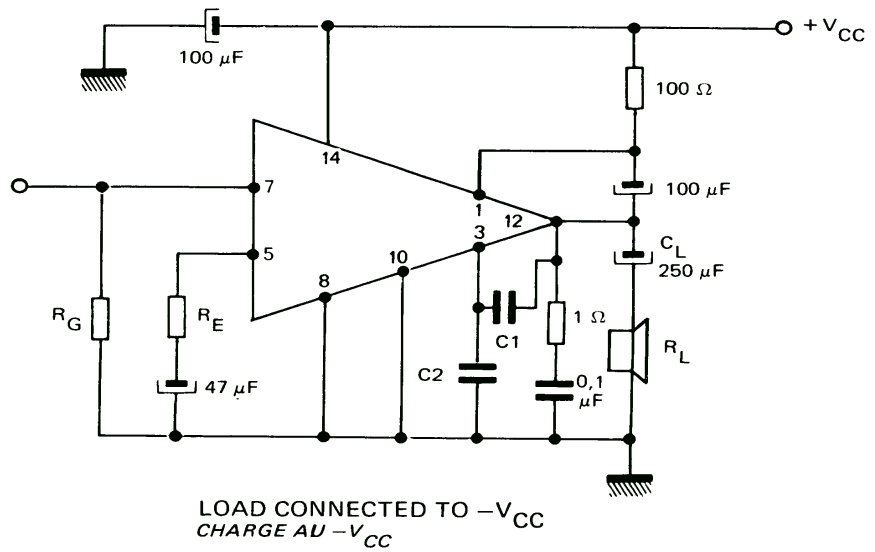 + VCC
100 µF
100 Ω
14
7
100 µF
1
12
3
5
10
CL
250 µF
8
RG
RE
C1
1 Ω
RL
C2
47 µF
0,1
µF
LOAD CONNECTED TO –VCC
CHARGE AU –VCC